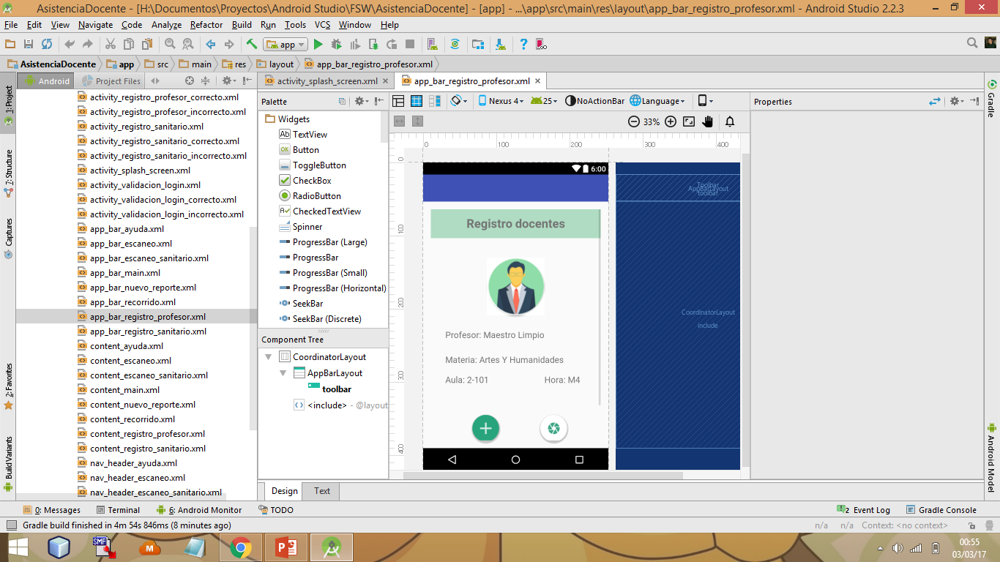 AsistenciaDocente - [H:\Documentos\Proyectos\Android Studio\FSW\AsistenciaDocente] - [app] - ...\app\src\main\res\layout\app_bar_registro_profesor.xml - Android Studio 2.2.3
File Edit View Navigate Code Analyze Refactor Build Run Tools VCS Window Help
app
AsistenciaDocente app src main res layout app_bar_registro_profesor.xml
1: Project
7: Structure
Captures
2: Favorites
Build Variants
Android Project Files
activity_registro_profesor_correcto.xml
activity_registro_profesor_incorrecto.xml
activity_registro_sanitario.xml
activity_registro_sanitario_correcto.xml
activity_registro_sanitario_incorrecto.xml
activity_splash_screen.xml
activity_validacion_login.xml
activity_validacion_login_correcto.xml
activity_validacion_login_incorrecto.xml
app_bar_ayuda.xml
app_bar_escaneo.xml
app_bar_escaneo_sanitario.xml
app_bar_main.xml
app_bar_nuevo_reporte.xml
app_bar_recorrido.xml
app_bar_registro_profesor.xml
app_bar_registro_sanitario.xml
content_ayuda.xml
content_escaneo.xml
content_escaneo_sanitario.xml
content_main.xml
content_nuevo_reporte.xml
content_recorrido.xml
content_registro_profesor.xml
content_registro_sanitario.xml
nav_header_ayuda.xml
nav_header_escaneo.xml
nav_header_escaneo_sanitario.xml
activity_splash_screen.xml app_bar_registro_profesor.xml
Palette
Widgets
Ab TextView
OK Button
ToggleButton
CheckBox
RadioButton
CheckedTextView
Spinner
ProgressBar (Large)
ProgressBar
ProgressBar (Small)
ProgressBar (Horizontal)
SeekBar
SeekBar (Discrete)
Component Tree
CoordinatorLayout
AppBarLayout
toolbar
<include> - @layout
Nexus 4 25 NoActionBar Language
33%
0 100 200 300 400
0
100
200
300
400
6:00
Registro docentes
Profesor: Maestro Limpio
Materia: Artes Y Humanidades
Aula: 2-101 Hora: M4
Toolbar
AppBarLayout
toolbar
CoordinatorLayout
include
Properties
Gradle
Android Model
Design Text
0: Messages Terminal 6: Android Monitor TODO 2 Event Log Gradle Console
Gradle build finished in 4m 54s 846ms (8 minutes ago) n/a n/a Context: <no context>
SMF
00:55
03/03/17